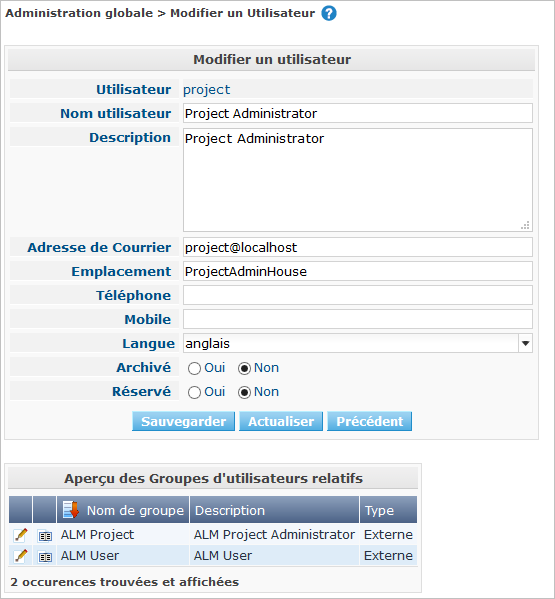 Administration globale > Modifier un Utilisateur ?
Modifier un utilisateur
Utilisateur project
Nom utilisateur Project Administrator
Description Project Administrator
Adresse de Courrier project@localhost
Emplacement ProjectAdminHouse
Téléphone
Mobile
Langue anglais
Archivé Oui Non
Réservé Oui Non
Sauvegarder Actualiser Précédent
Aperçu des Groupes d'utilisateurs relatifs
Nom de groupe Description Type
ALM Project ALM Project Administrator Externe
ALM User ALM User Externe
2 occurences trouvées et affichées